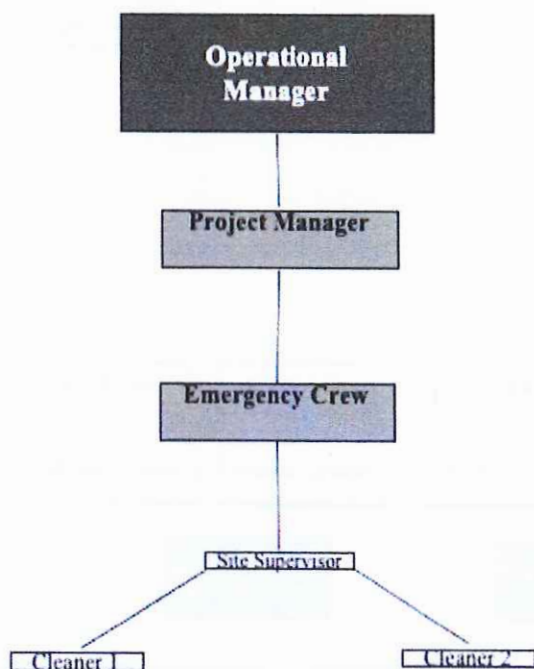 Operational
Manager
Project Manager
Emergency Crew
Site Supervisor
Cleaner 1
Cleaner 2